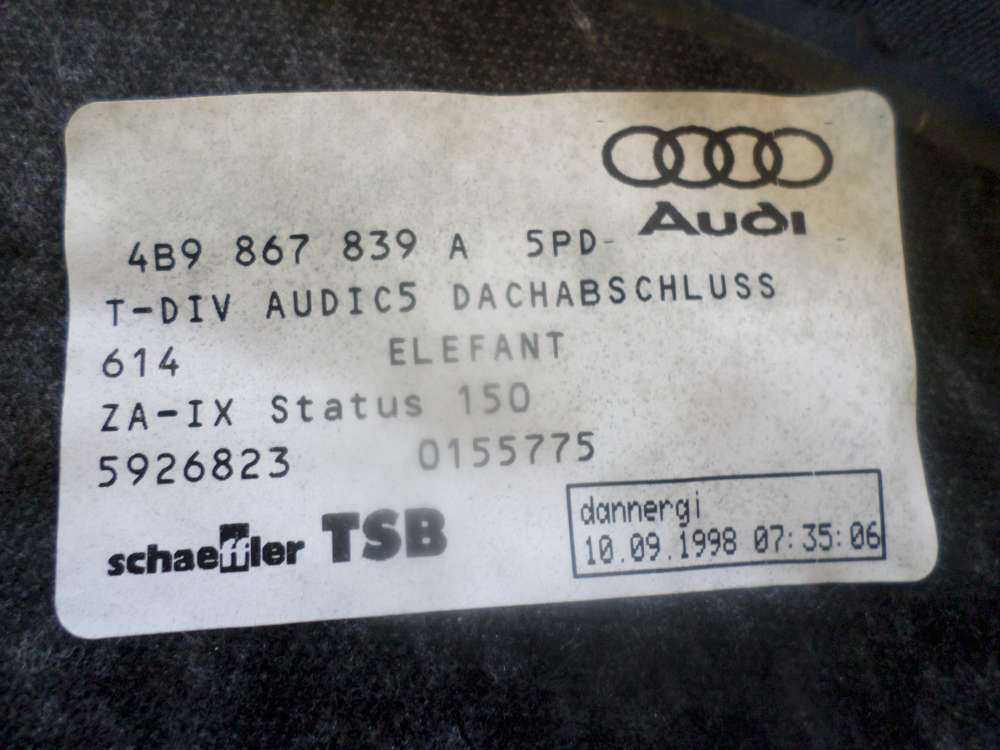 Audi
4B9 867 839 A 5PD-
T-DIV AUDIC5 DACHABSCHLUSS
614 ELEFANT
ZA-IX Status 150
5926823 0155775
schaeffler TSB
dannergi
10.09.1998 07:35:06